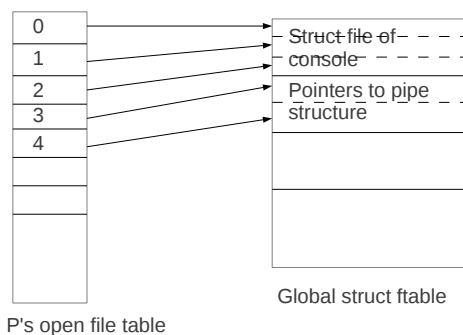 0
1
2
3
4
Struct file of
console
Pointers to pipe
structure
Global struct ftable
P's open file table